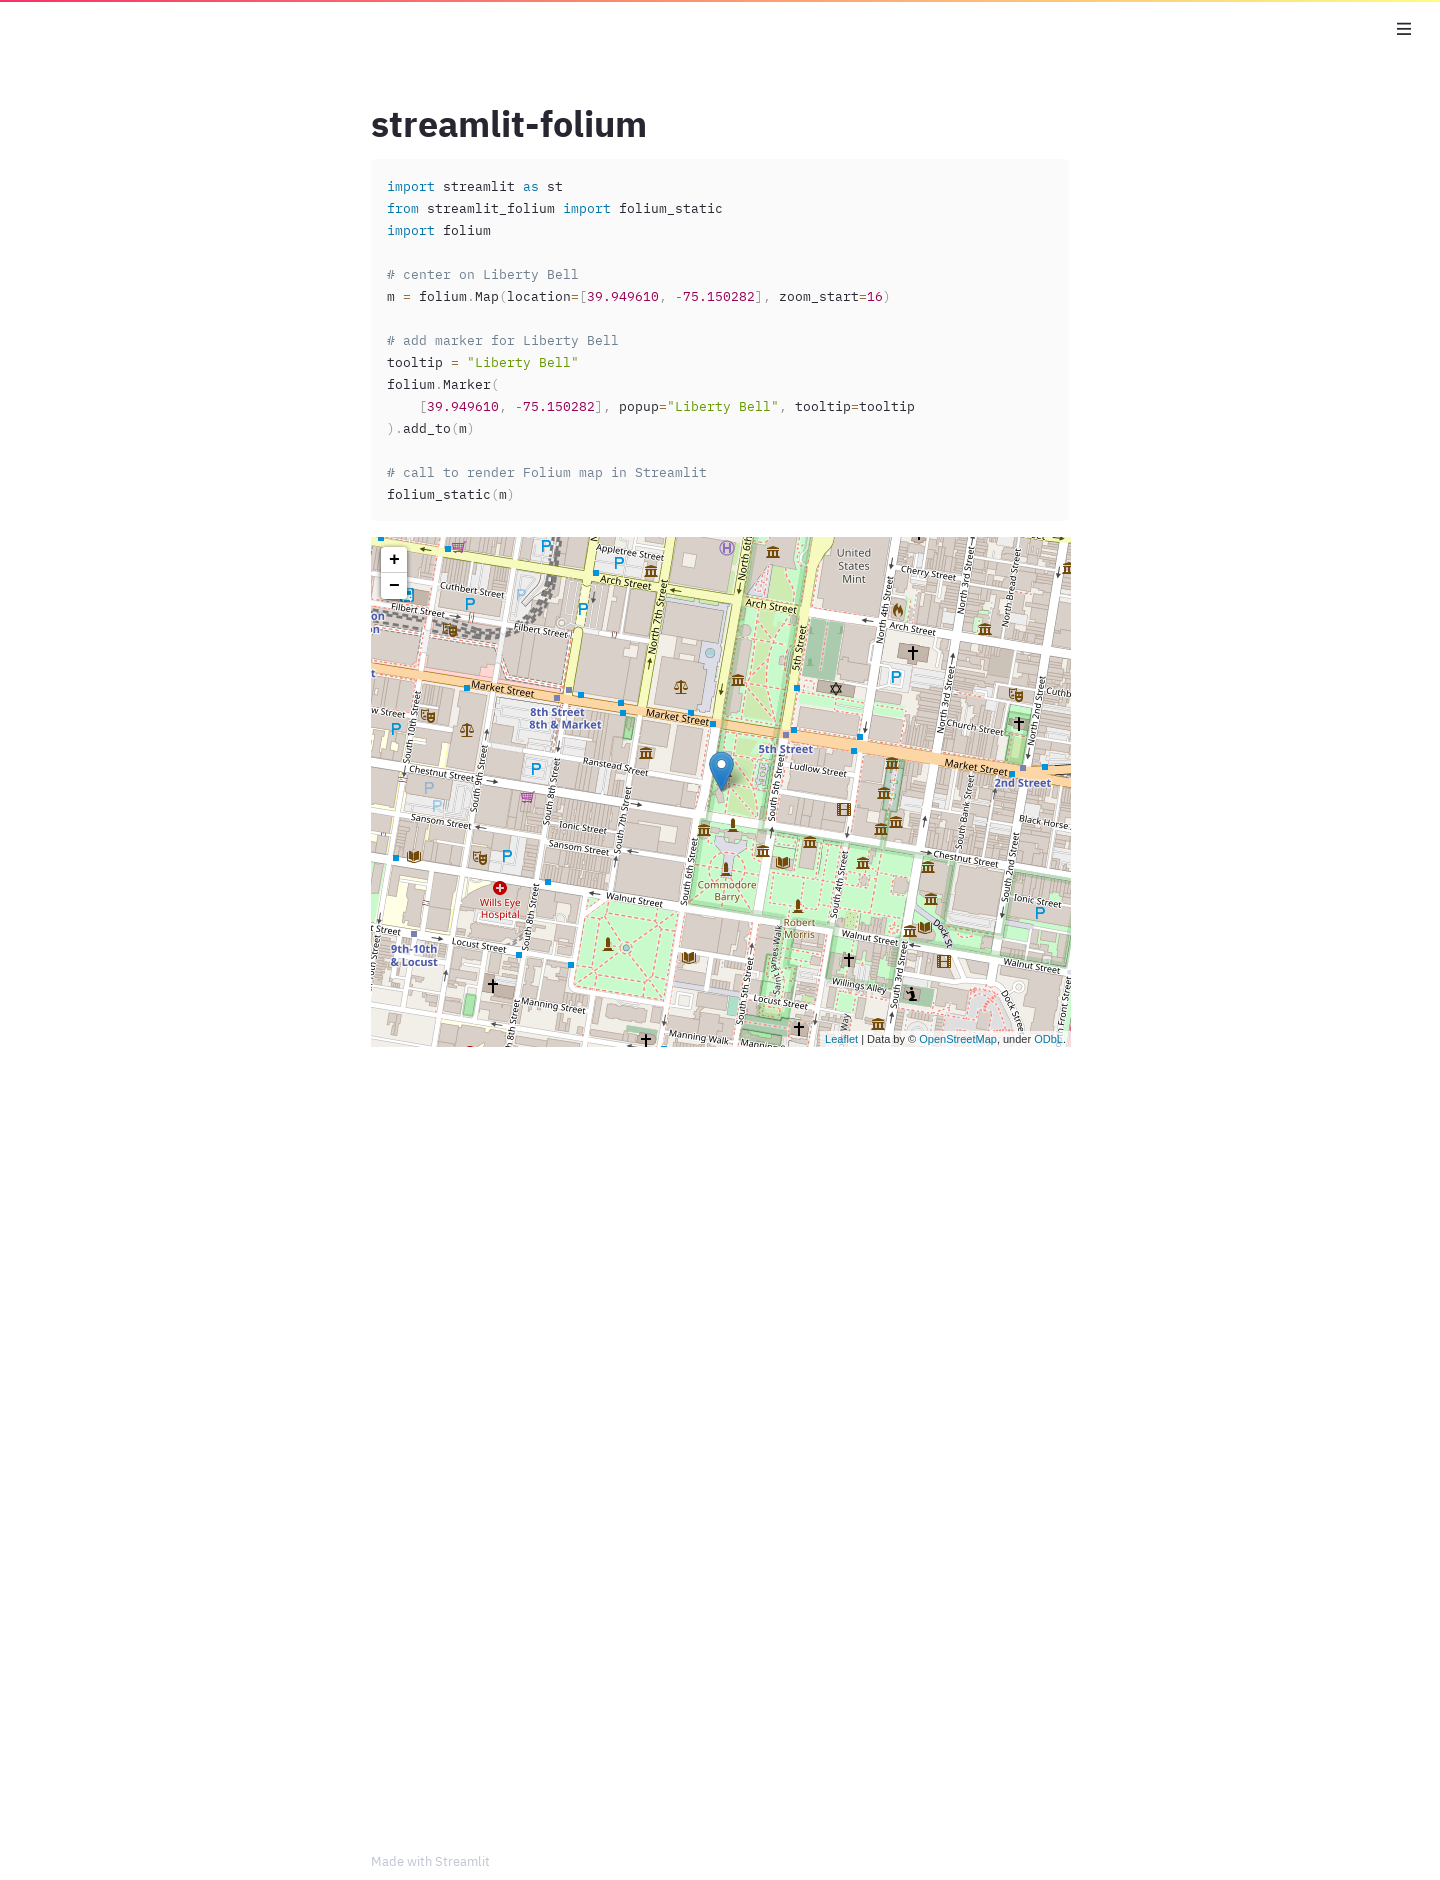 streamlit-folium
import streamlit as st
from streamlit_folium import folium_static
import folium
# center on Liberty Bell
m = folium.Map(location=[39.949610, -75.150282], zoom_start=16)
# add marker for Liberty Bell
tooltip = "Liberty Bell"
folium.Marker(
    [39.949610, -75.150282], popup="Liberty Bell", tooltip=tooltip
).add_to(m)
# call to render Folium map in Streamlit
folium_static(m)
+
−
Appletree Street
North 6th
United
States
Mint
Cherry Street
North 3rd Street
North Bread Street
Arch Street
Cuthbert Street
Filbert Street
Filbert Street
North 7th Street
Arch Street
5th Street
North 4th Street
Arch Street
Market Street
8th Street
8th & Market
Market Street
5th Street
North 3rd Street
Church Street
North 2nd Street
Cuthb
South 10th Street
Chestnut Street
South 9th Street
South 8th Street
Ranstead Street
South 7th Street
South 5th Street
Ludlow Street
Market Street
2nd Street
Sansom Street
Ionic Street
Sansom Street
South Bank Street
Black Horse
Chestnut Street
South 2nd Street
Ionic Street
Commodore
Barry
South 6th Street
South 4th Street
Wills Eye
Hospital
Walnut Street
Robert
Morris
Walnut Street
Dock St
Walnut Street
9th-10th
& Locust
Locust Street
South 8th Street
Manning Street
South 5th Street
Saint James Walk
Locust Street
Willings Alley
South 3rd Street
Dock Street
Front Street
Manning Walk
Leaflet | Data by © OpenStreetMap, under ODbL.
Made with Streamlit